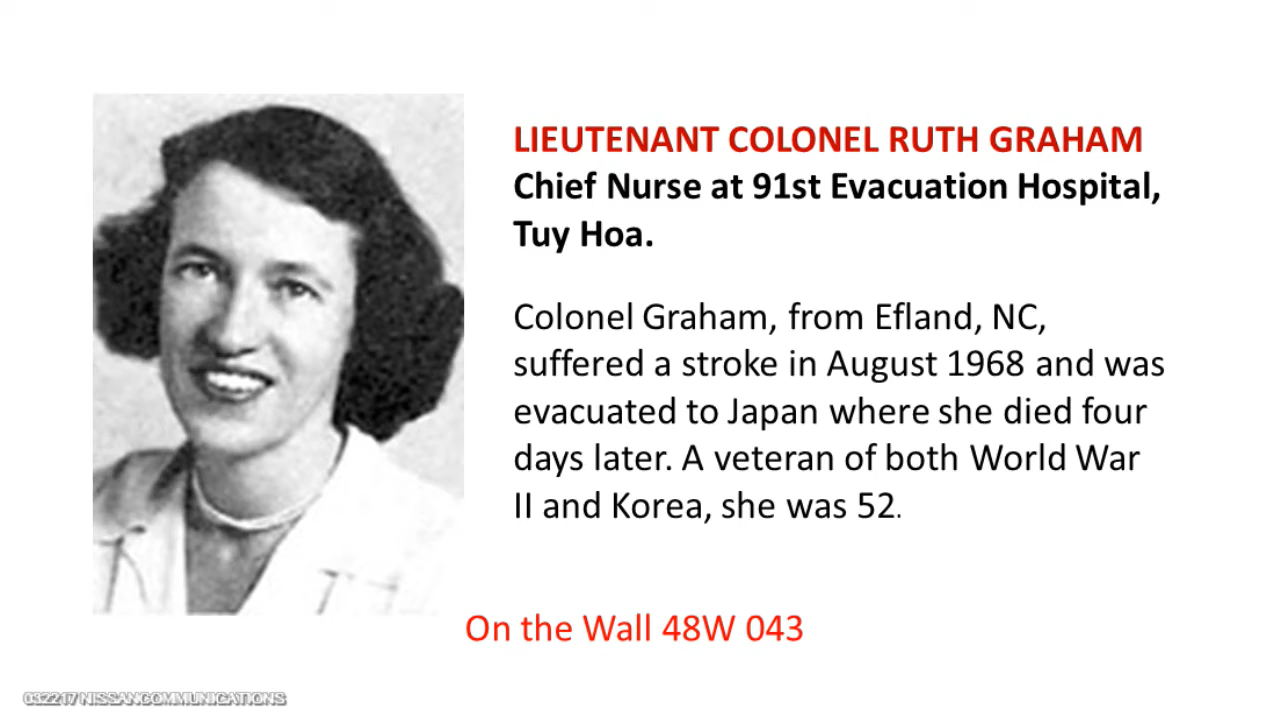 LIEUTENANT COLONEL RUTH GRAHAM
Chief Nurse at 91st Evacuation Hospital,
Tuy Hoa.
Colonel Graham, from Efland, NC,
suffered a stroke in August 1968 and was
evacuated to Japan where she died four
days later. A veteran of both World War
II and Korea, she was 52.
On the Wall 48W 043
032217 NISSANCOMMUNICATIONS